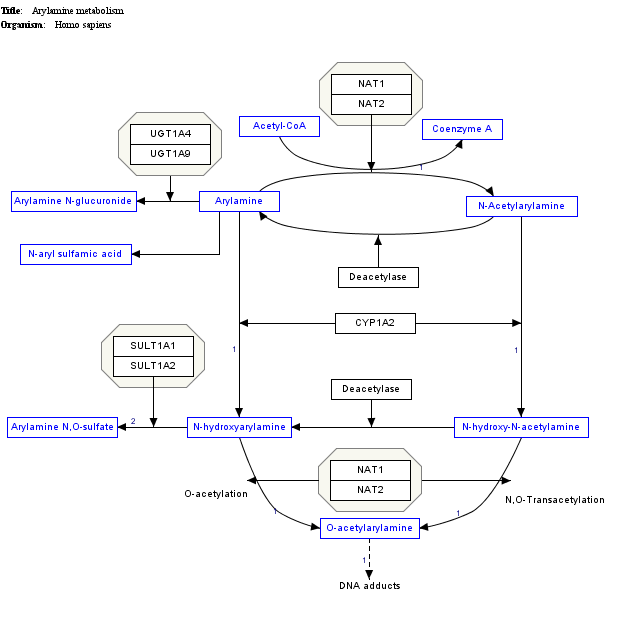 Title: Arylamine metabolism
Organism: Homo sapiens
NAT1
NAT2
Acetyl-CoA
Coenzyme A
1
UGT1A4
UGT1A9
Arylamine N-glucuronide
Arylamine
N-Acetylarylamine
N-aryl sulfamic acid
Deacetylase
CYP1A2
1
1
SULT1A1
SULT1A2
Deacetylase
Arylamine N,O-sulfate
2
N-hydroxyarylamine
N-hydroxy-N-acetylamine
NAT1
NAT2
O-acetylation
N,O-Transacetylation
1
1
O-acetylarylamine
1
DNA adducts